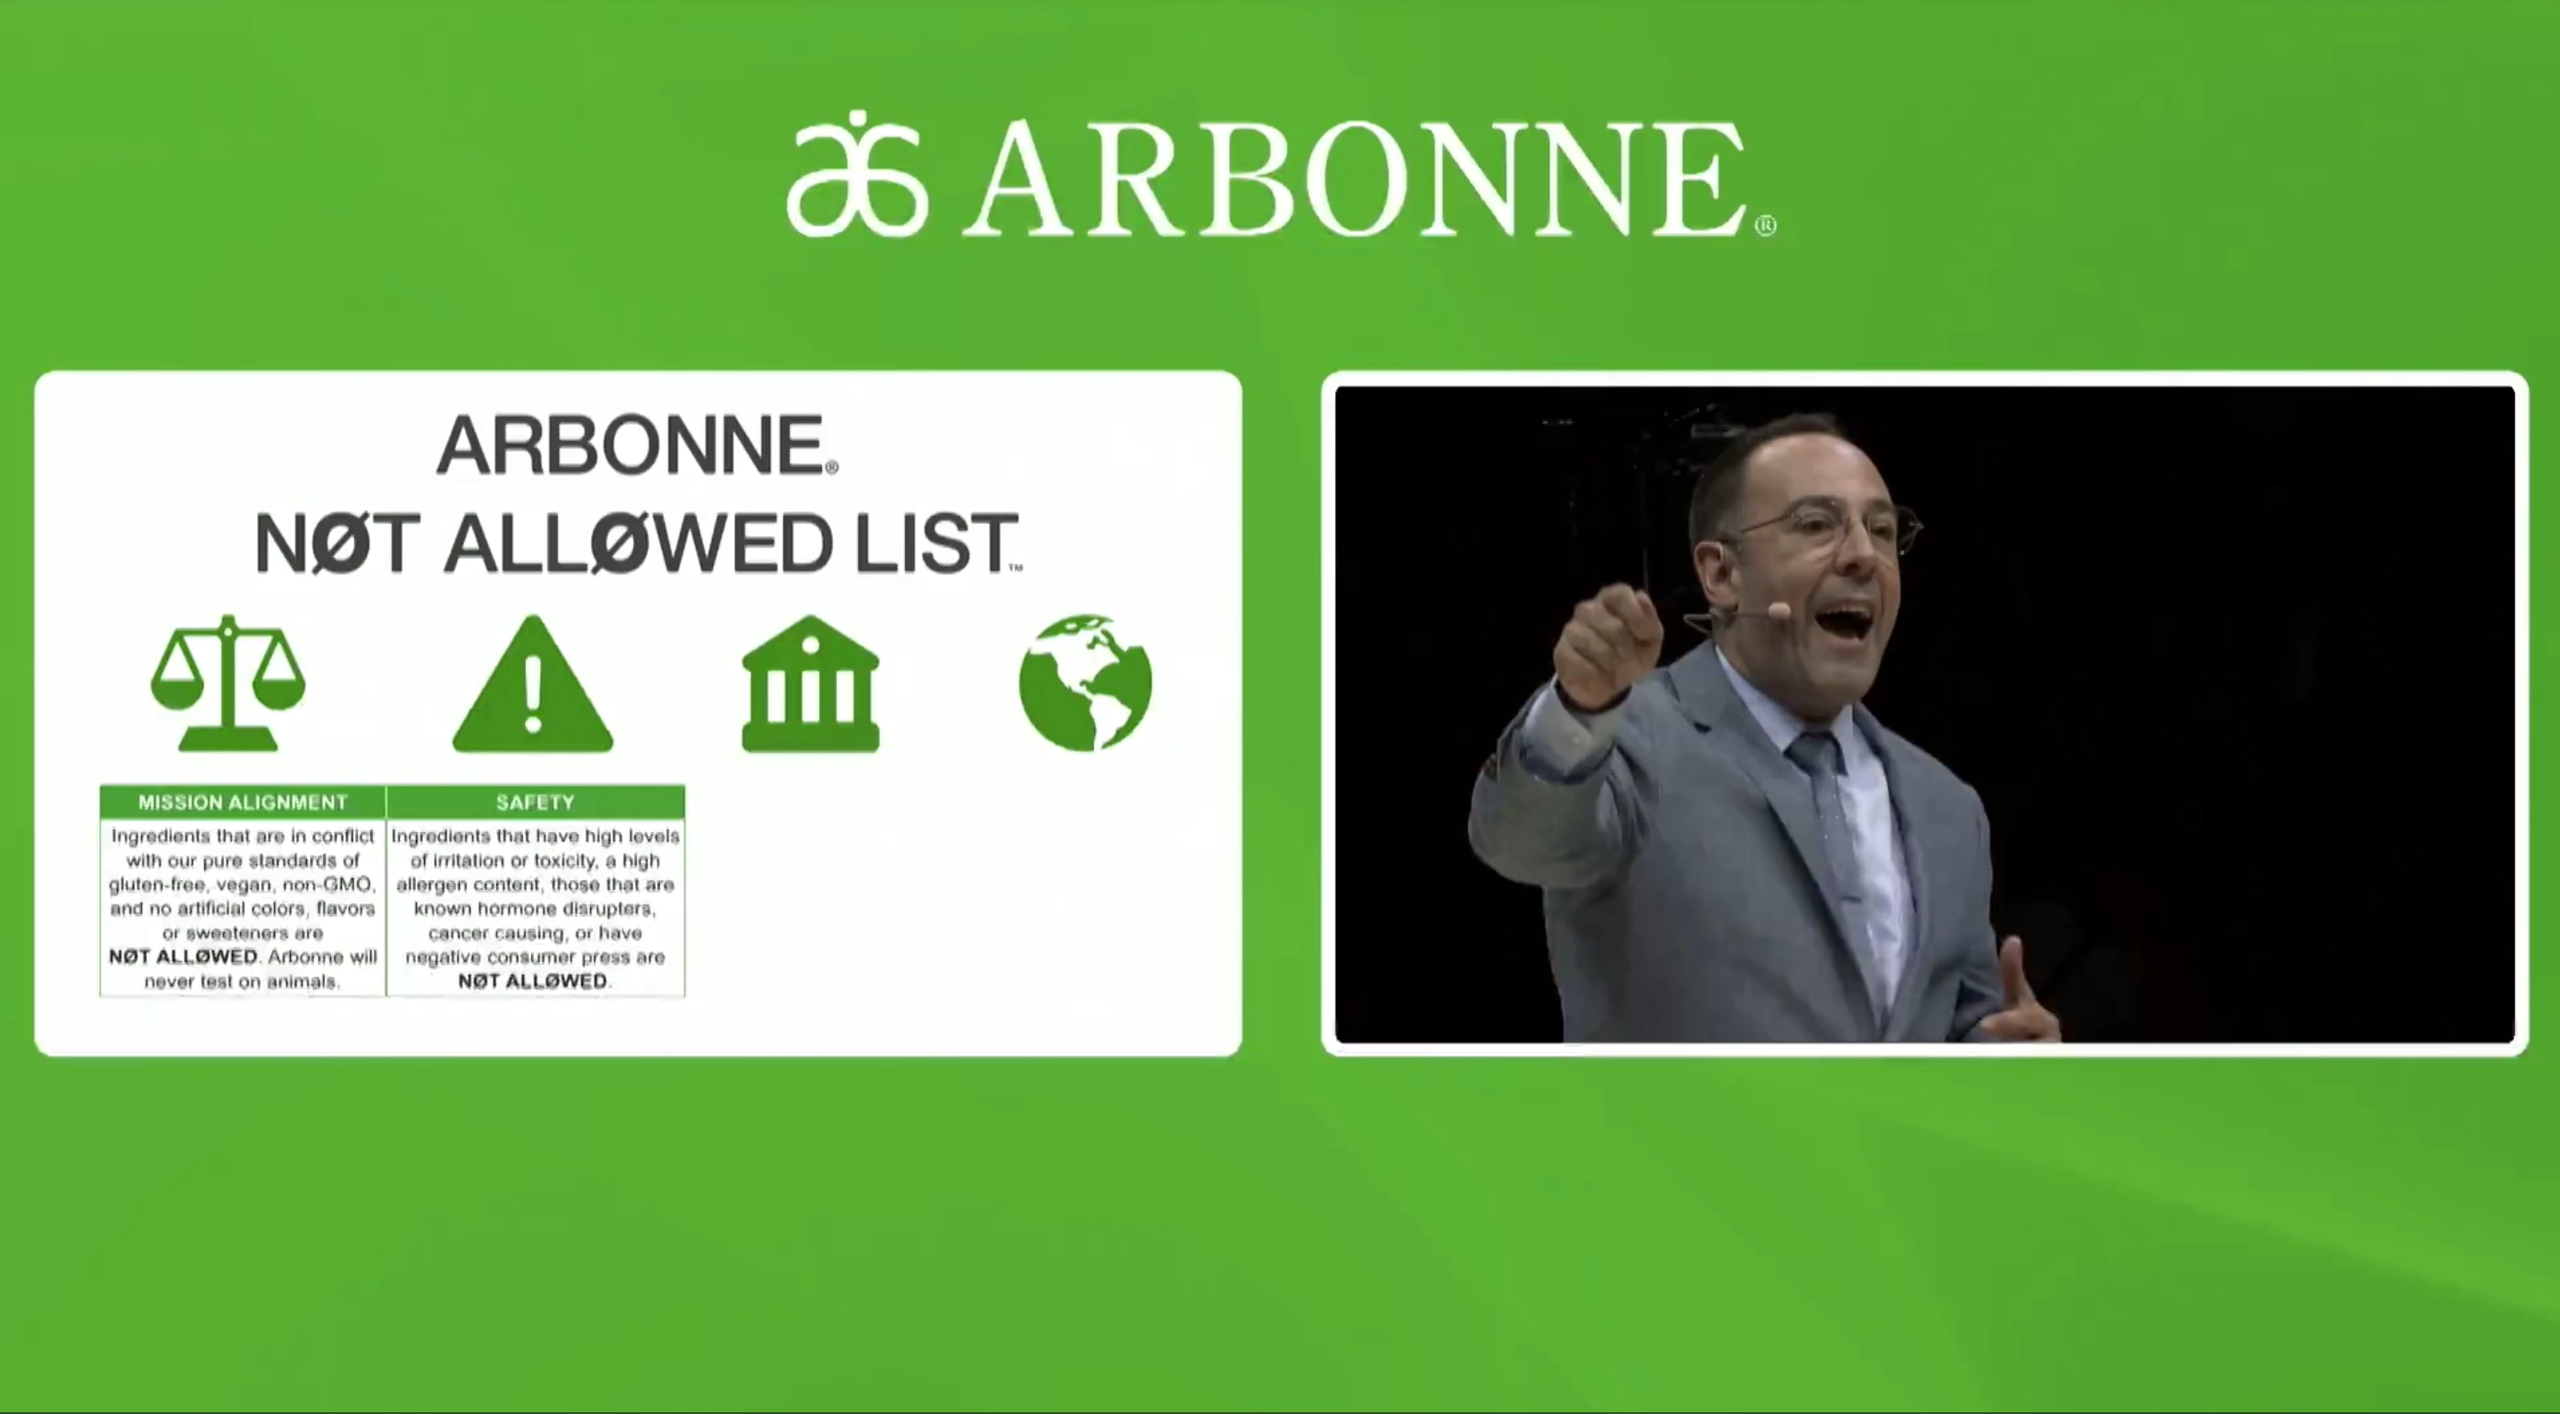 ARBONNE®
ARBONNE®
NØT ALLØWED LIST™
MISSION ALIGNMENT
Ingredients that are in conflict
with our pure standards of
gluten-free, vegan, non-GMO,
and no artificial colors, flavors
or sweeteners are
NØT ALLØWED. Arbonne will
never test on animals.
SAFETY
Ingredients that have high levels
of irritation or toxicity, a high
allergen content, those that are
known hormone disrupters,
cancer causing, or have
negative consumer press are
NØT ALLØWED.